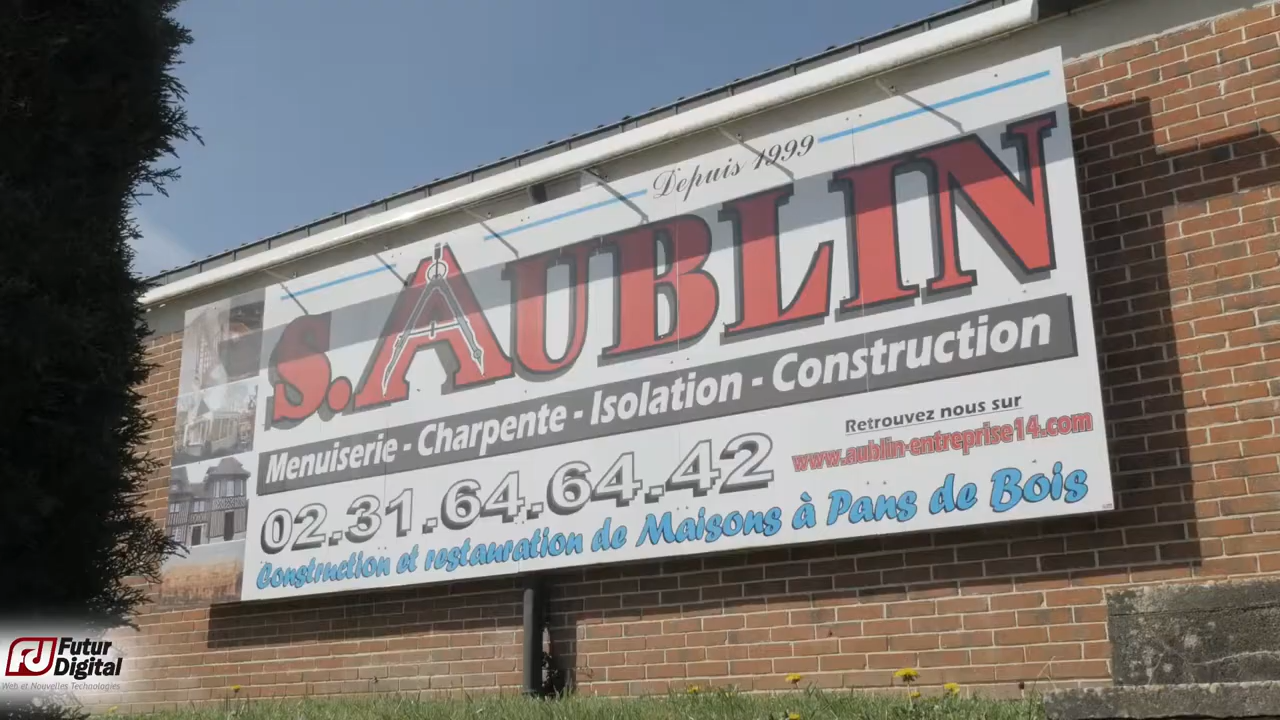 Depuis 1999
S. AUBLIN
Menuiserie - Charpente - Isolation - Construction
02.31.64.64.42
Retrouvez nous sur
www.aublin-entreprise14.com
Construction et restauration de Maisons à Pans de Bois
Futur
Digital
Web et Nouvelles Technologies